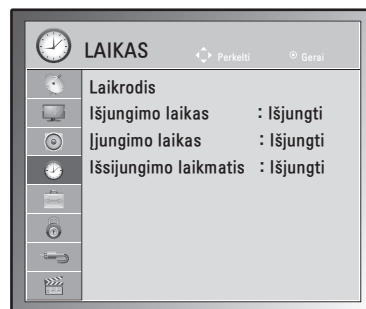 LAIKAS
Perkelti
Gerai
Laikrodis
Išjungimo laikas : Išjungti
Įjungimo laikas : Išjungti
Išsijungimo laikmatis : Išjungti